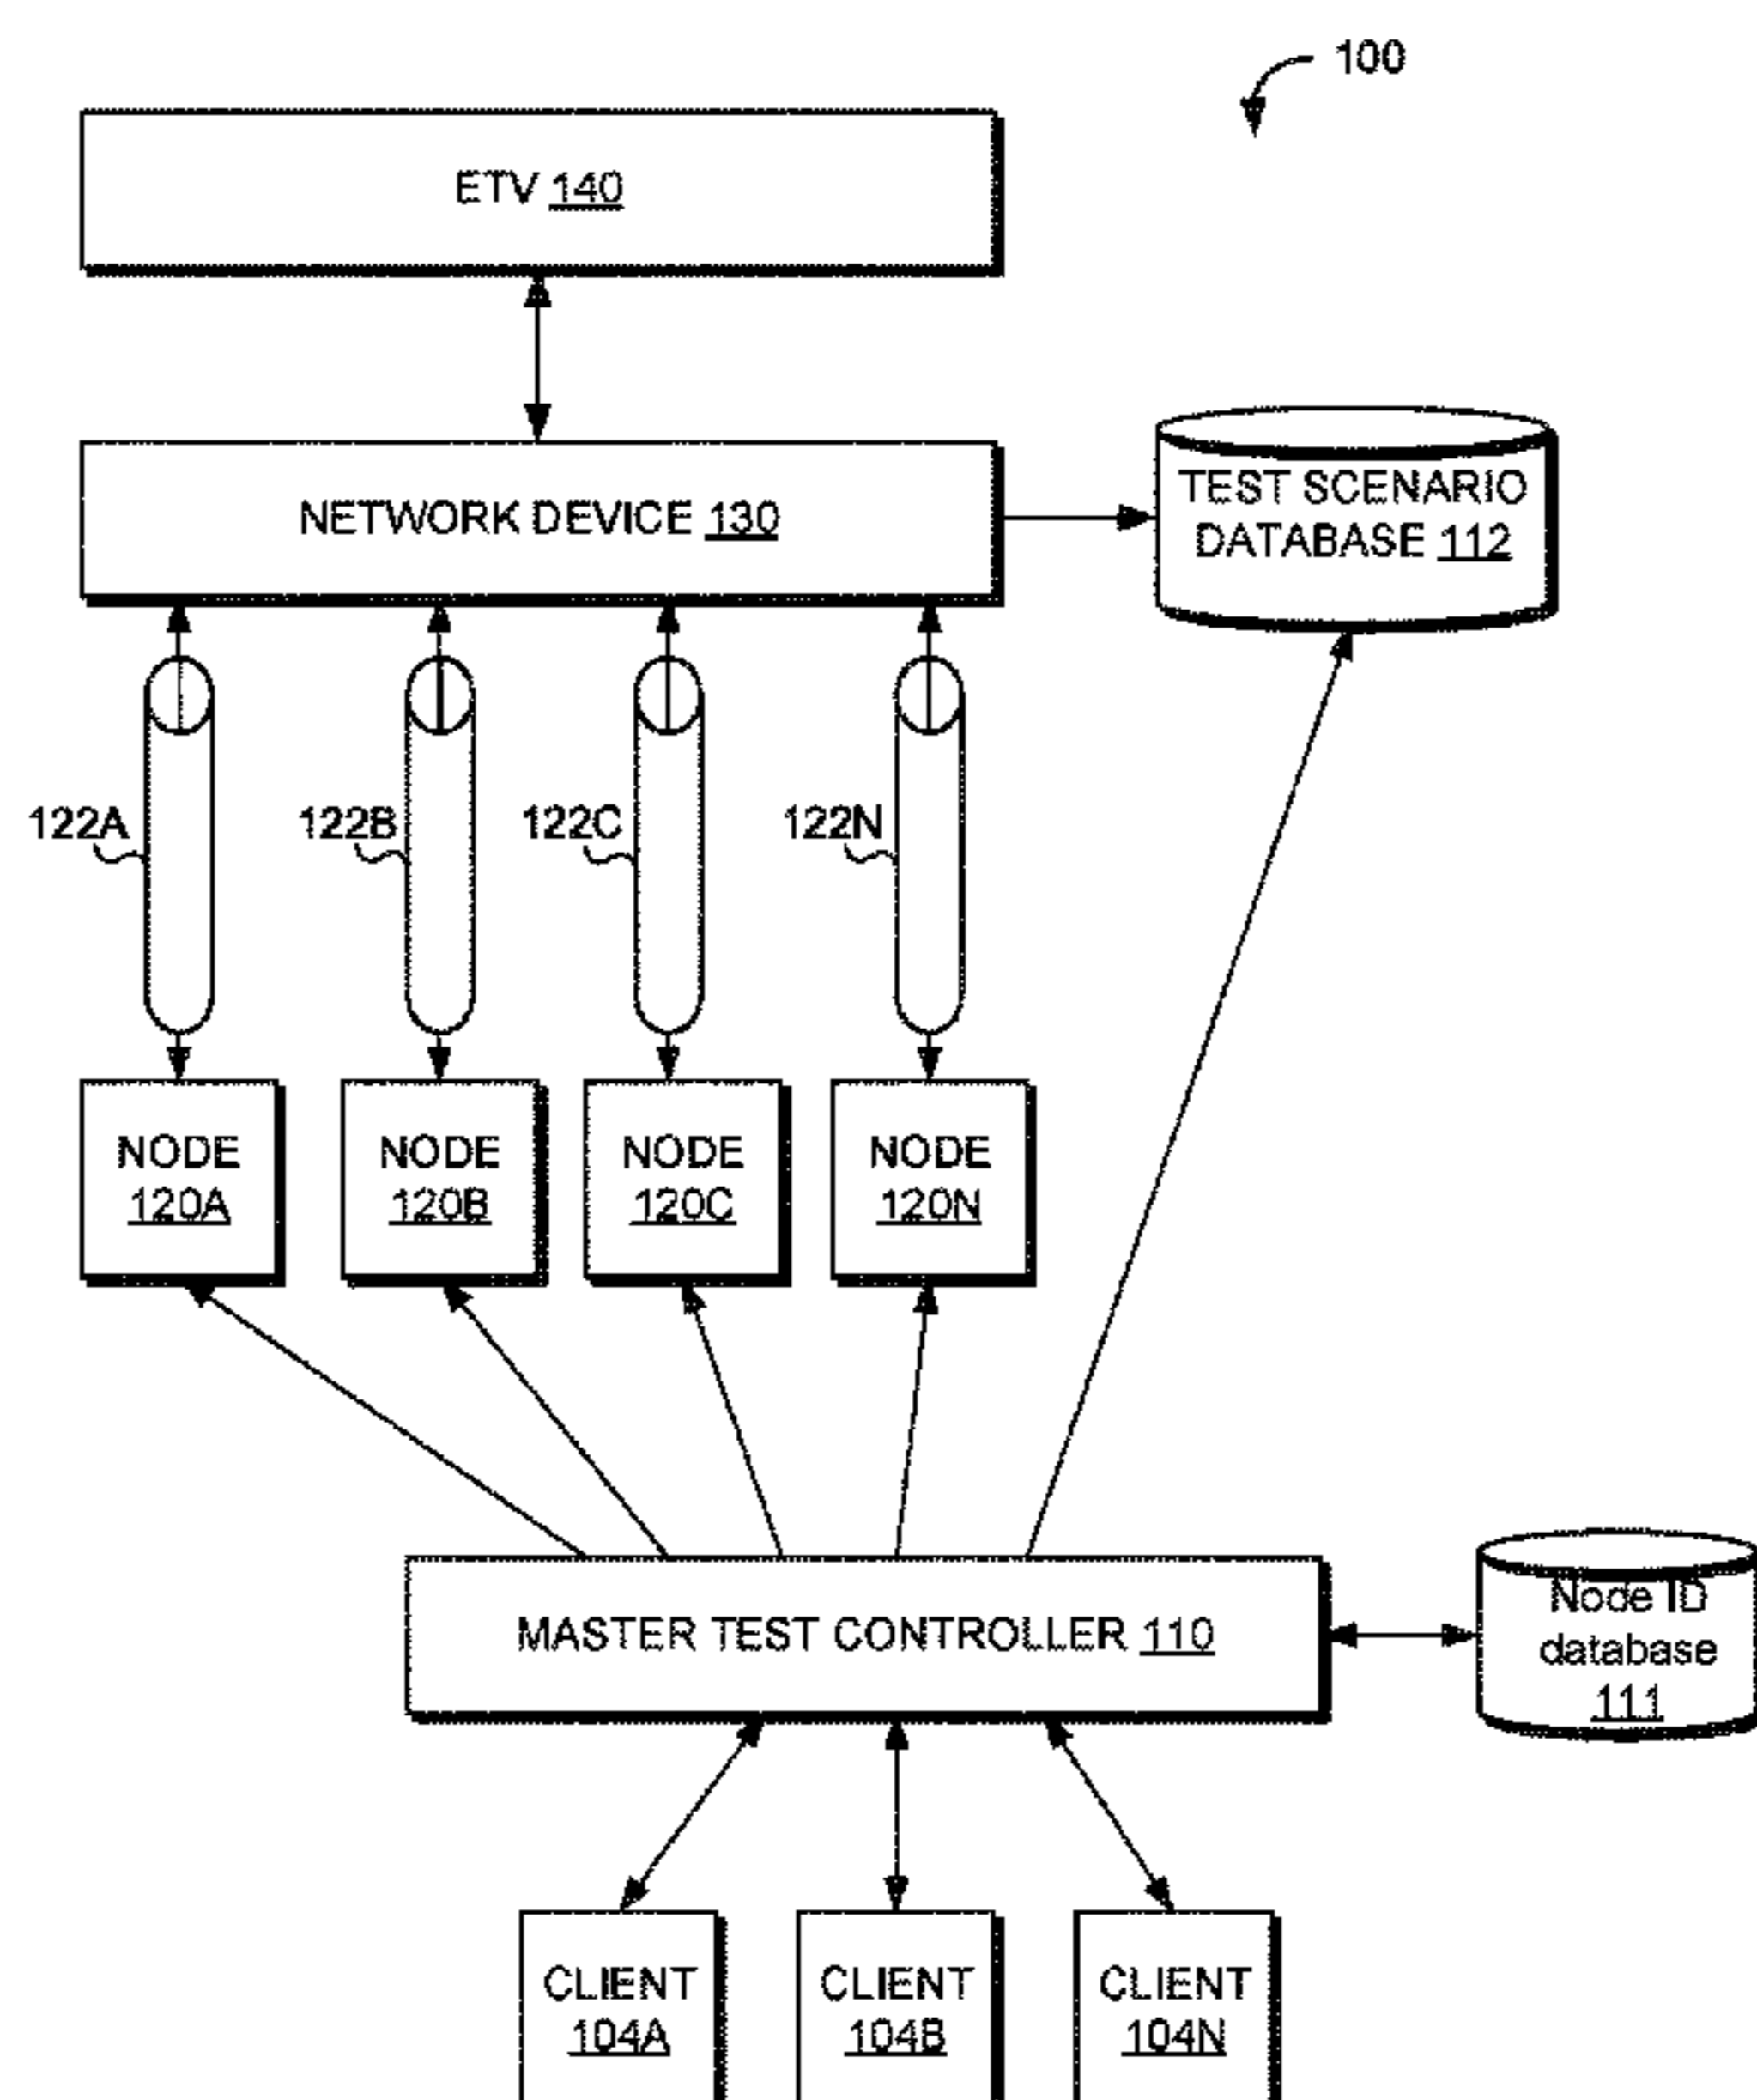 100
ETV 140
NETWORK DEVICE 130
TEST SCENARIO
DATABASE 112
122A
122B
122C
122N
NODE
120A
NODE
120B
NODE
120C
NODE
120N
MASTER TEST CONTROLLER 110
Node ID
database
111
CLIENT
104A
CLIENT
104B
CLIENT
104N